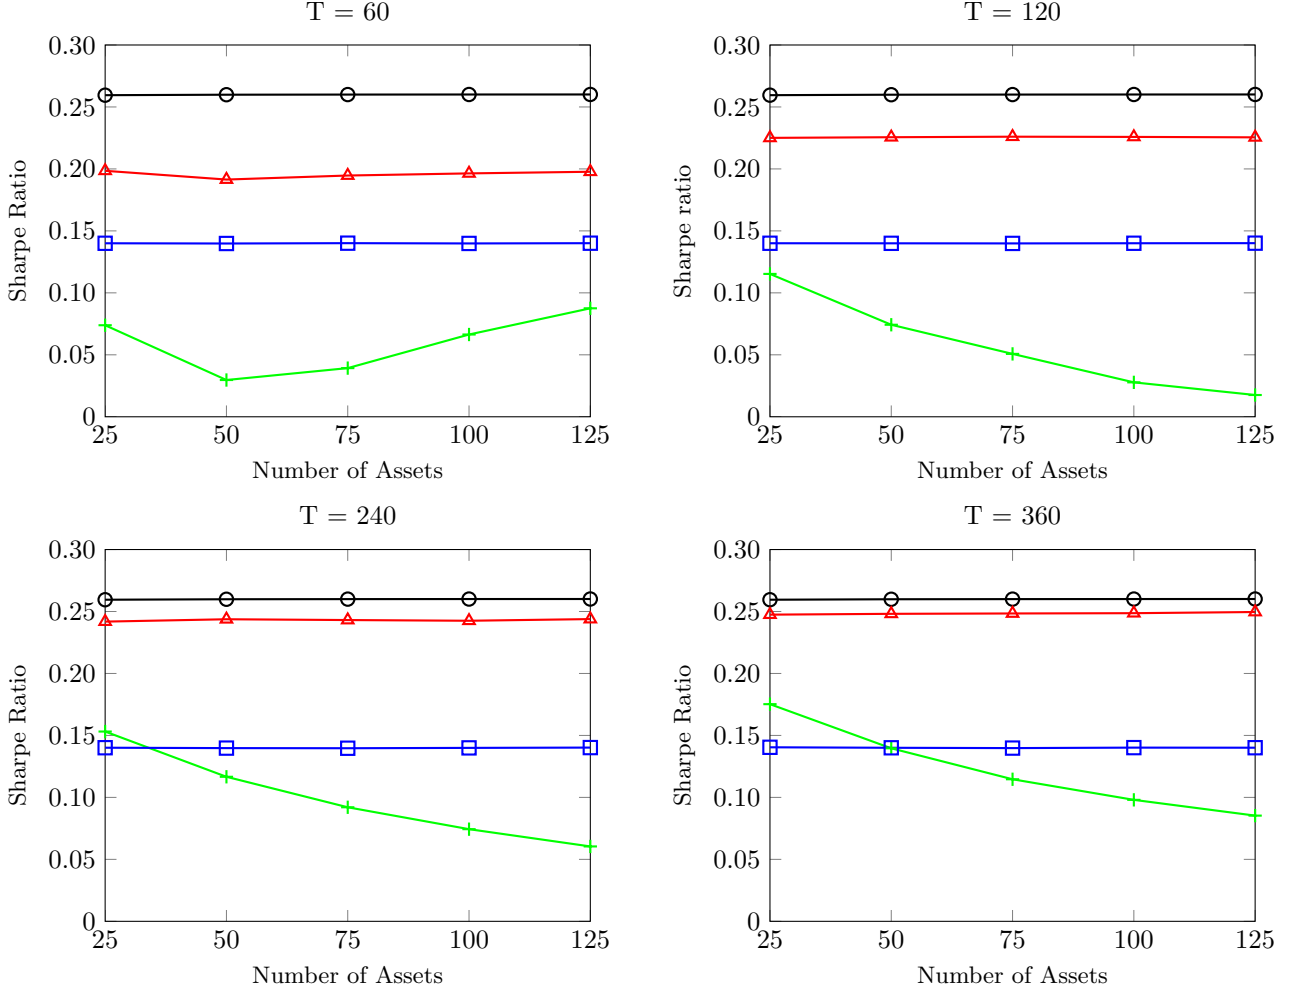 T = 60
0.30
0.25
0.20
0.15
0.10
0.05
0
Sharpe Ratio
25 50 75 100 125
Number of Assets
T = 120
0.30
0.25
0.20
0.15
0.10
0.05
0
Sharpe ratio
25 50 75 100 125
Number of Assets
T = 240
0.30
0.25
0.20
0.15
0.10
0.05
0
Sharpe Ratio
25 50 75 100 125
Number of Assets
T = 360
0.30
0.25
0.20
0.15
0.10
0.05
0
Sharpe Ratio
25 50 75 100 125
Number of Assets